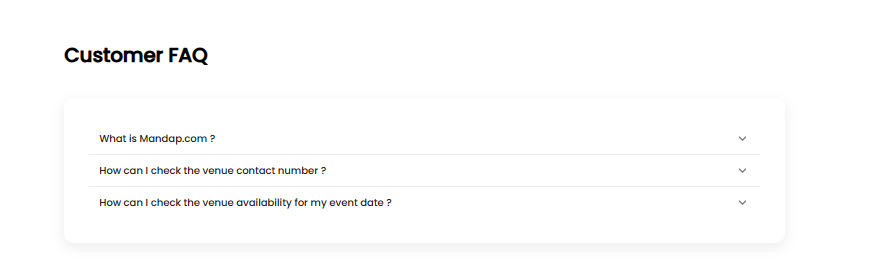 Customer FAQ
What is Mandap.com ?
How can I check the venue contact number ?
How can I check the venue availability for my event date ?